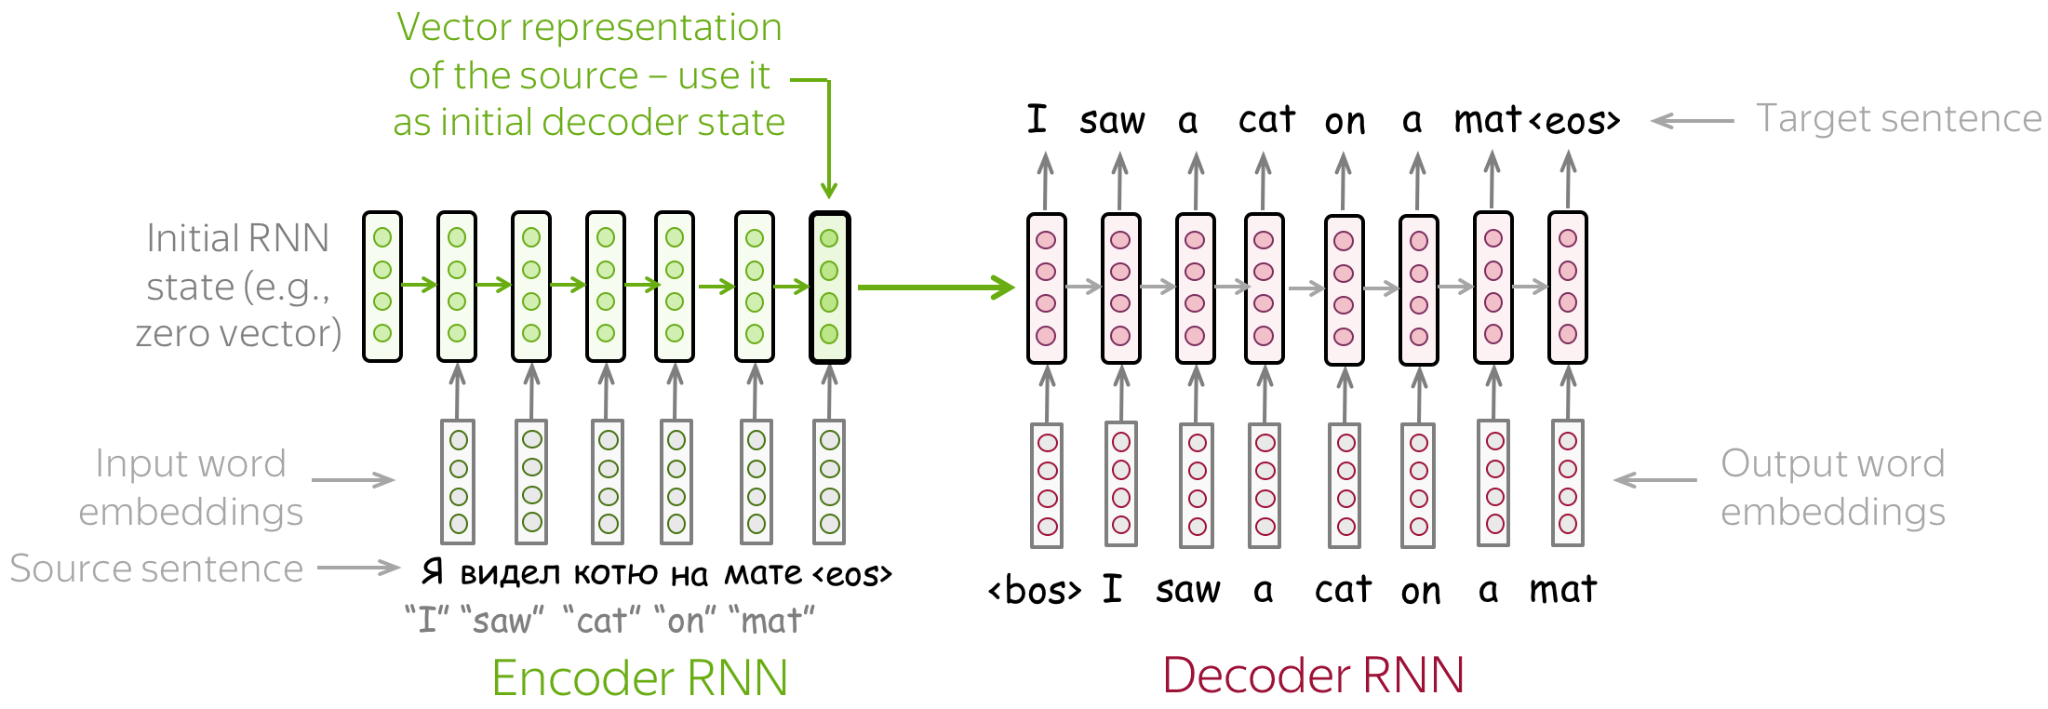 Vector representation
of the source – use it
as initial decoder state
I saw a cat on a mat <eos>
Target sentence
Initial RNN
state (e.g.,
zero vector)
Input word
embeddings
Output word
embeddings
Source sentence
Я видел котю на мате <eos>
"I" "saw" "cat" "on" "mat"
<bos> I saw a cat on a mat
Encoder RNN
Decoder RNN